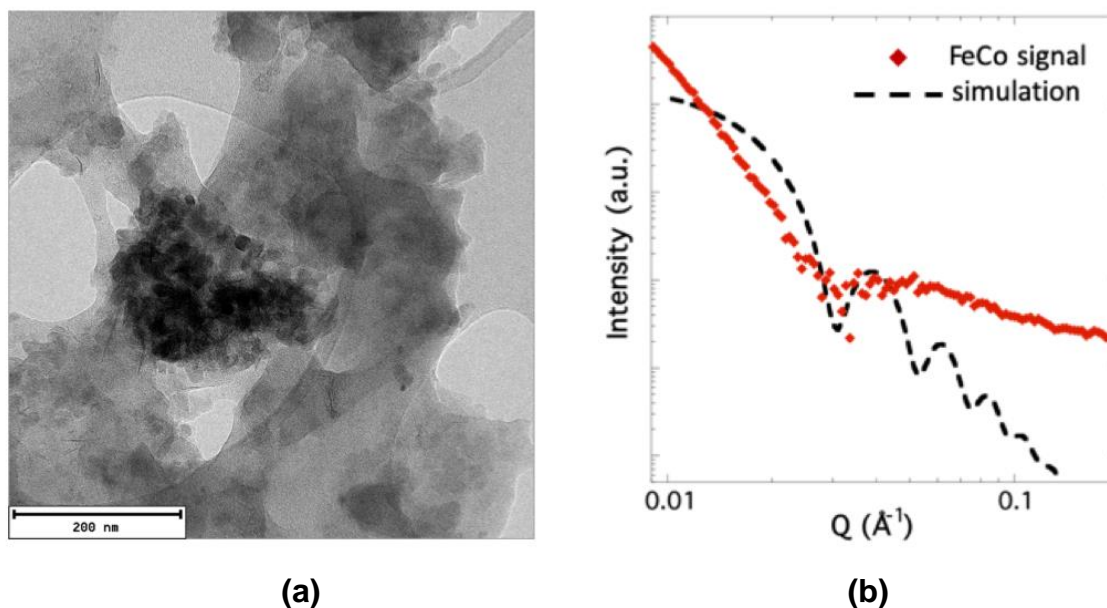 200 nm
(a)
FeCo signal
simulation
Intensity (a.u.)
0.01
0.1
Q (Å⁻¹)
(b)